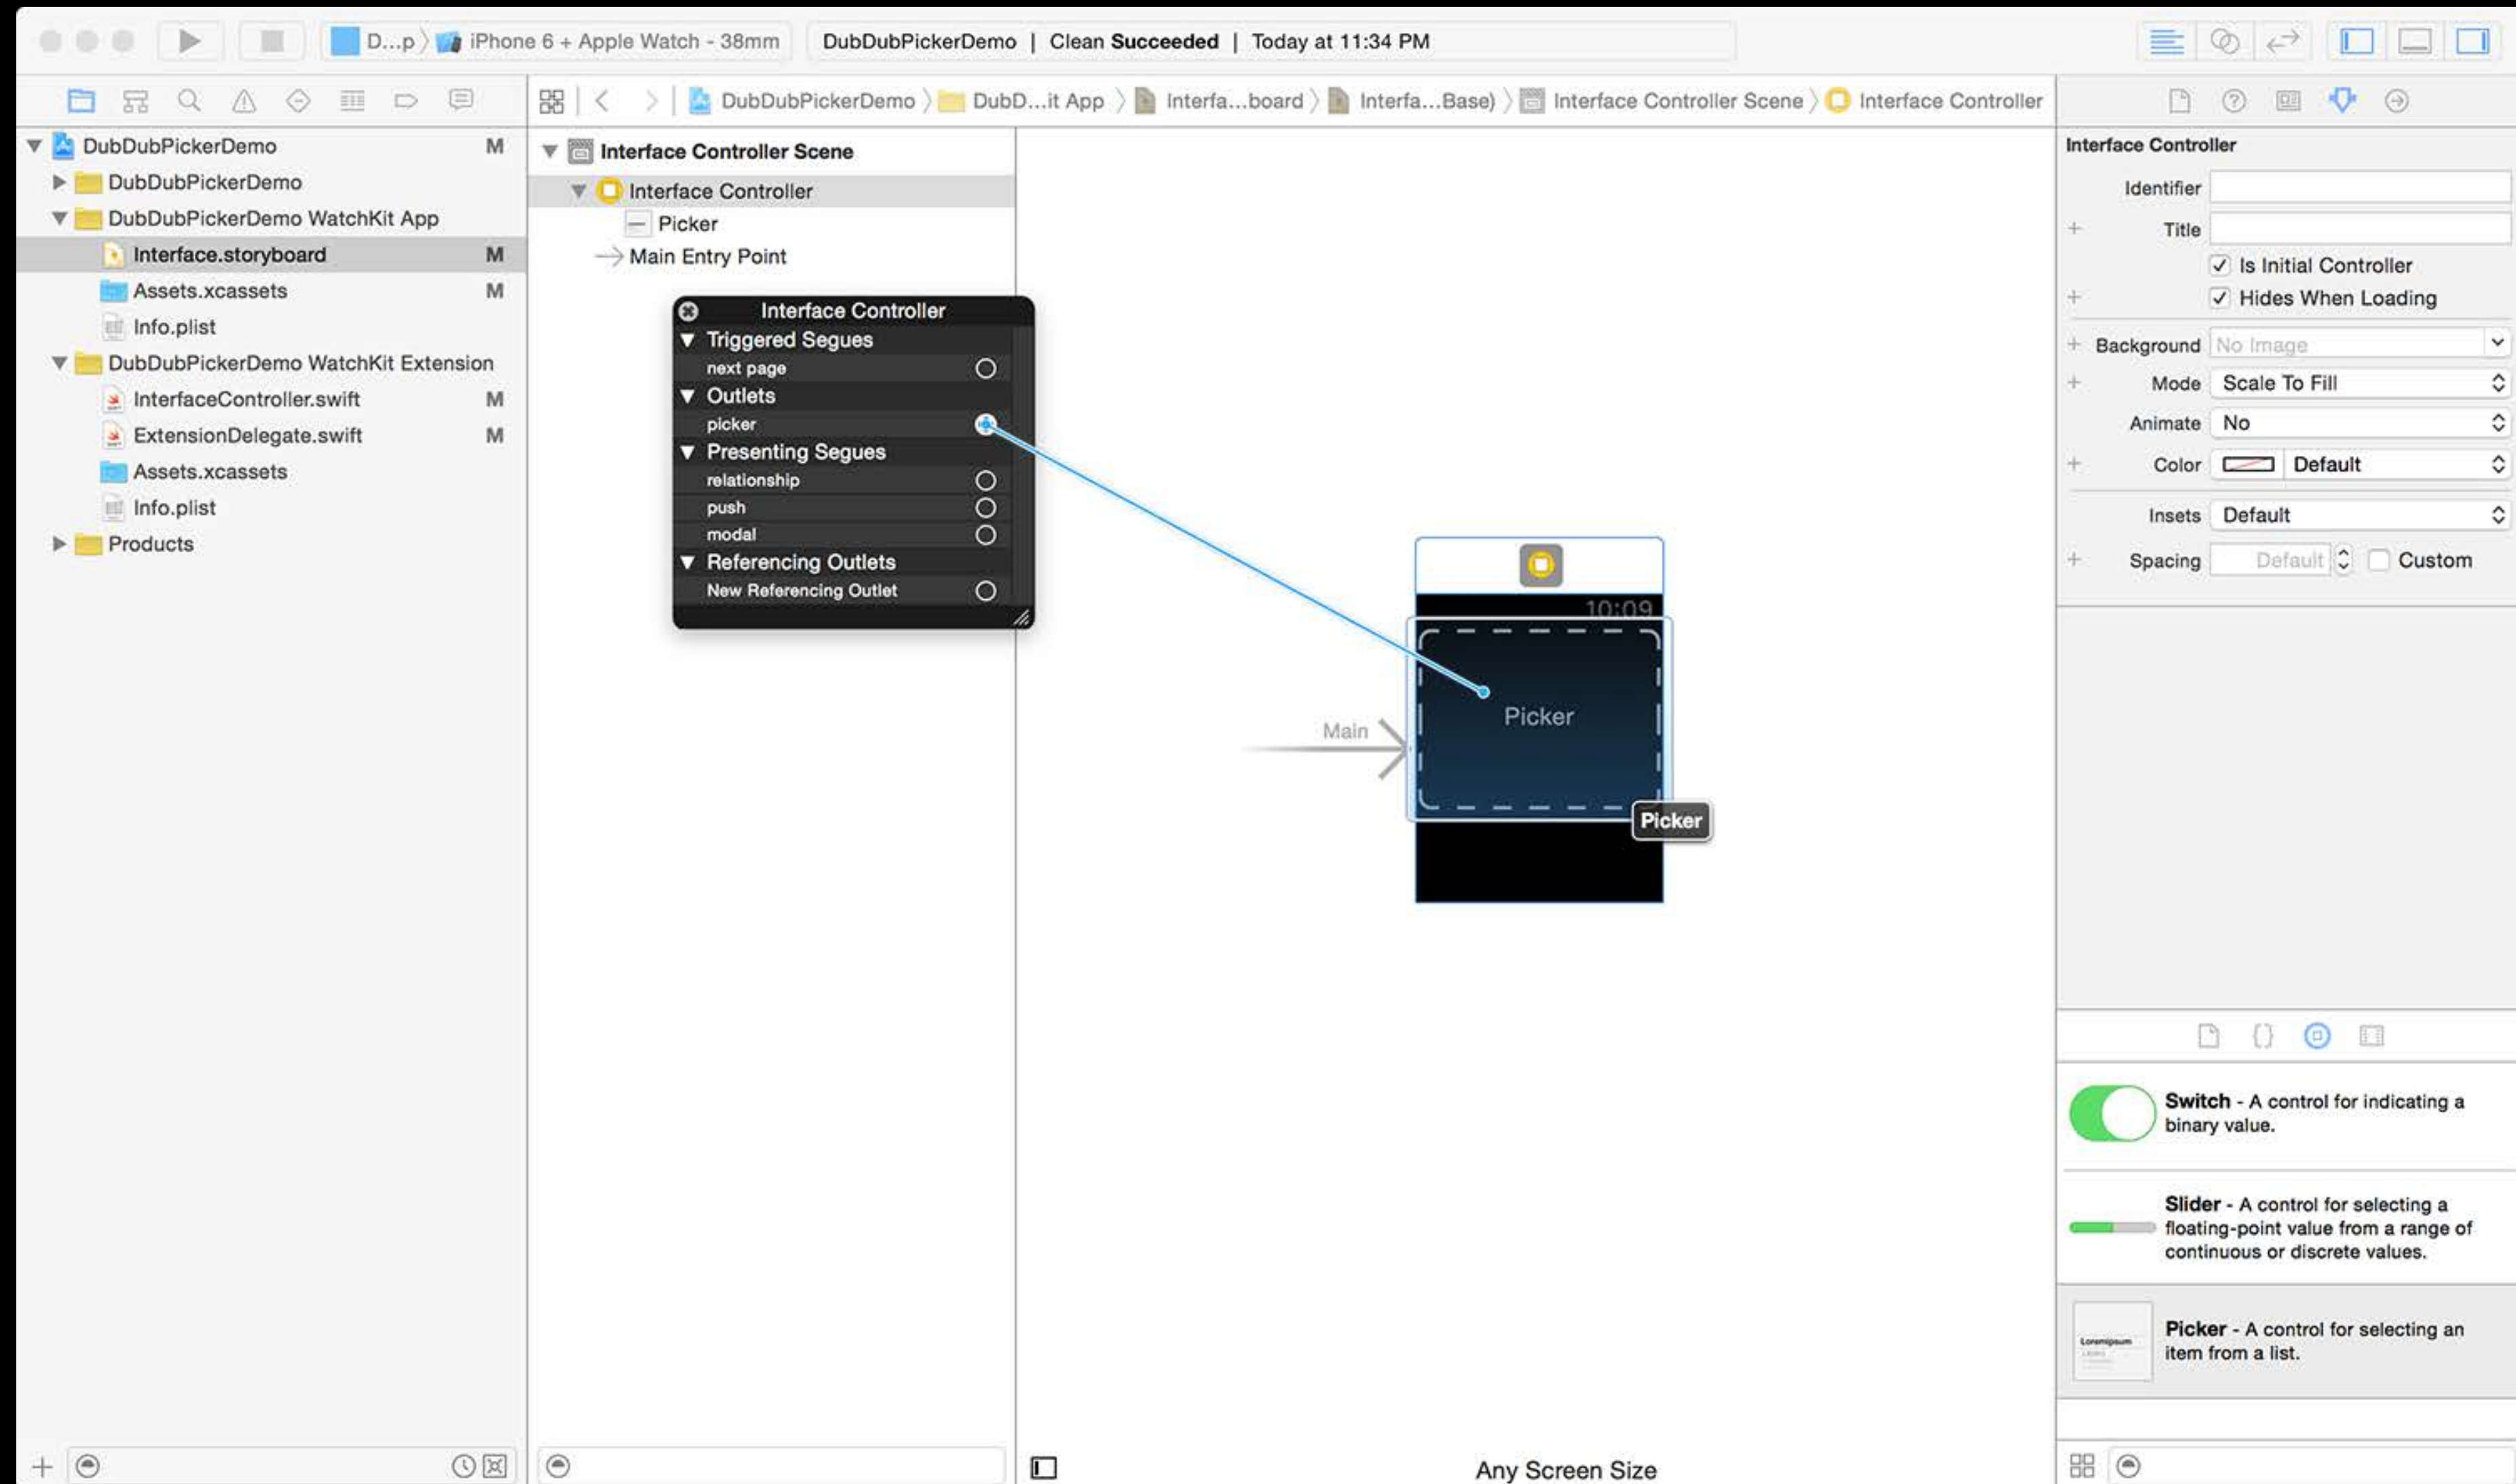 D...p iPhone 6 + Apple Watch - 38mm
DubDubPickerDemo | Clean Succeeded | Today at 11:34 PM
DubDubPickerDemo DubD...it App Interfa...board Interfa...Base) Interface Controller Scene Interface Controller
DubDubPickerDemo M
DubDubPickerDemo
DubDubPickerDemo WatchKit App
Interface.storyboard M
Assets.xcassets M
Info.plist
DubDubPickerDemo WatchKit Extension
InterfaceController.swift M
ExtensionDelegate.swift M
Assets.xcassets
Info.plist
Products
Interface Controller Scene
Interface Controller
Picker
Main Entry Point
Interface Controller
Triggered Segues
next page
Outlets
picker
Presenting Segues
relationship
push
modal
Referencing Outlets
New Referencing Outlet
10:09
Picker
Main
Picker
Any Screen Size
Interface Controller
Identifier
Title
Is Initial Controller
Hides When Loading
Background No Image
Mode Scale To Fill
Animate No
Color Default
Insets Default
Spacing Default Custom
Switch - A control for indicating a
binary value.
Slider - A control for selecting a
floating-point value from a range of
continuous or discrete values.
Loremipsum
Picker - A control for selecting an
item from a list.